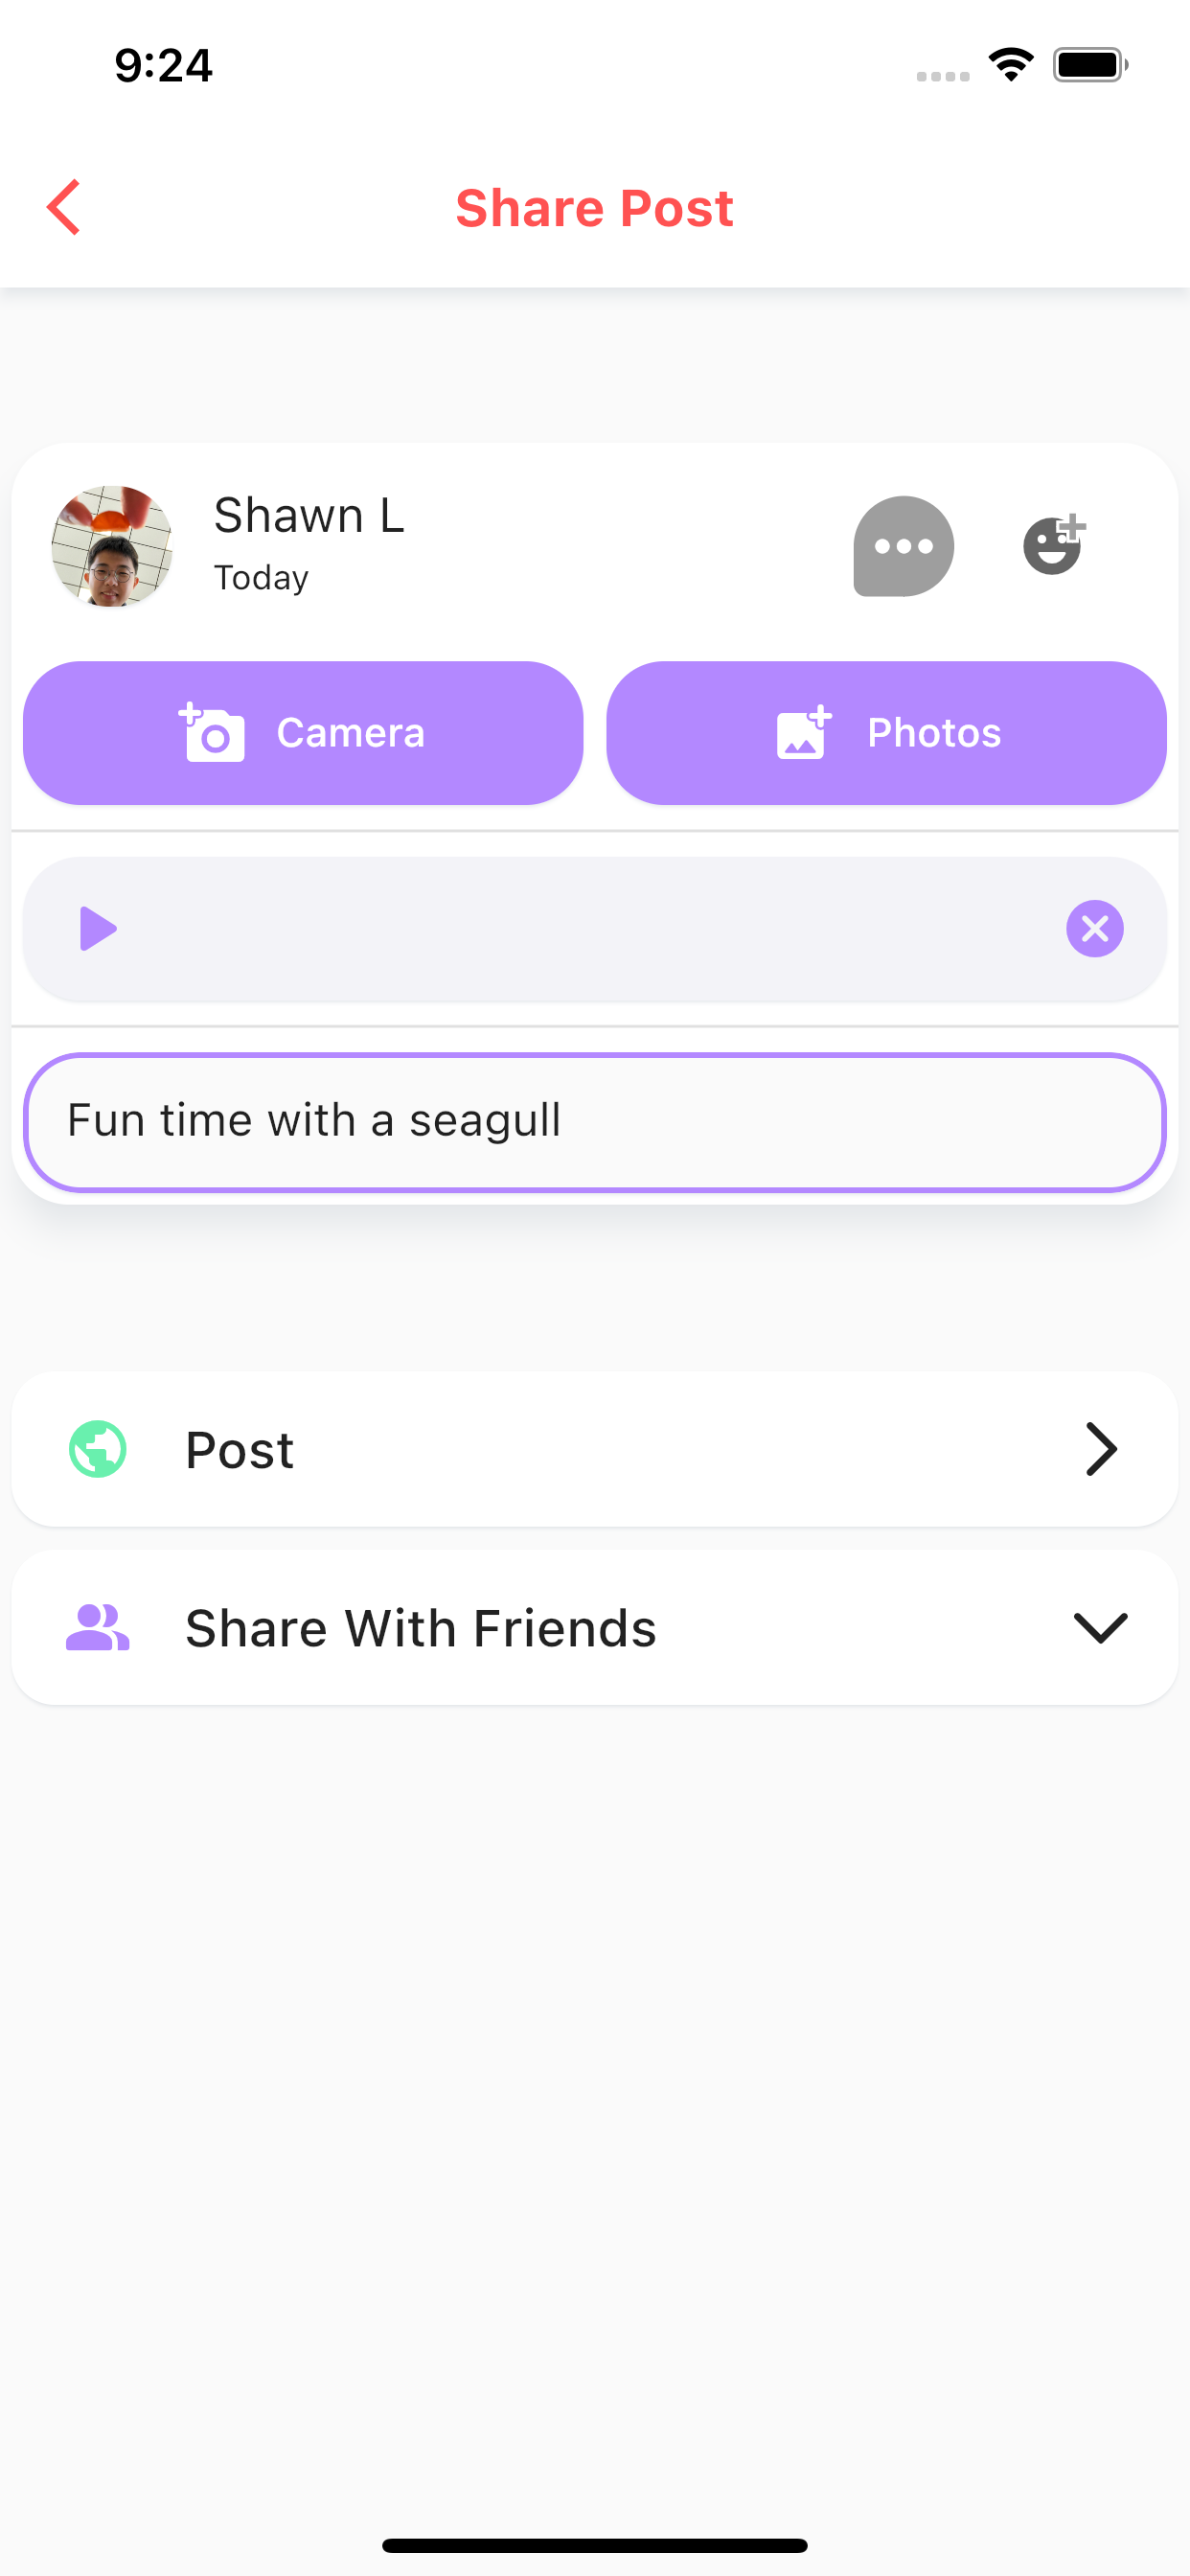 9:24
Share Post
Shawn L
Today
Camera
Photos
Fun time with a seagull
Post
Share With Friends